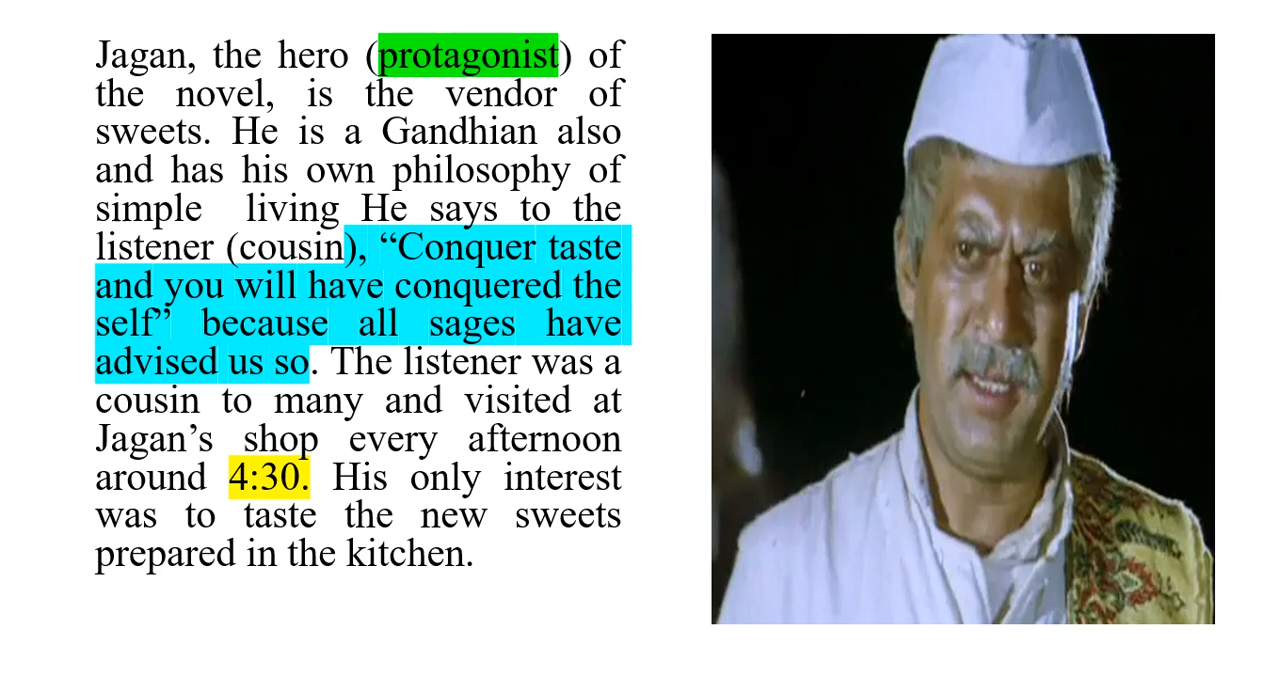 Jagan, the hero (protagonist) of
the novel, is the vendor of
sweets. He is a Gandhian also
and has his own philosophy of
simple living He says to the
listener (cousin), “Conquer taste
and you will have conquered the
self” because all sages have
advised us so. The listener was a
cousin to many and visited at
Jagan’s shop every afternoon
around 4:30. His only interest
was to taste the new sweets
prepared in the kitchen.